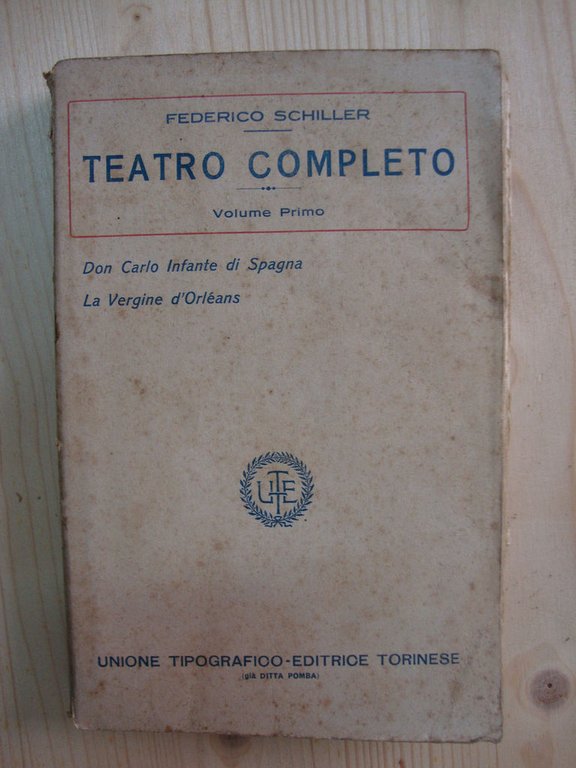 FEDERICO SCHILLER
TEATRO COMPLETO
Volume Primo
Don Carlo Infante di Spagna
La Vergine d'Orléans
UTET
UNIONE TIPOGRAFICO-EDITRICE TORINESE
(già DITTA POMBA)